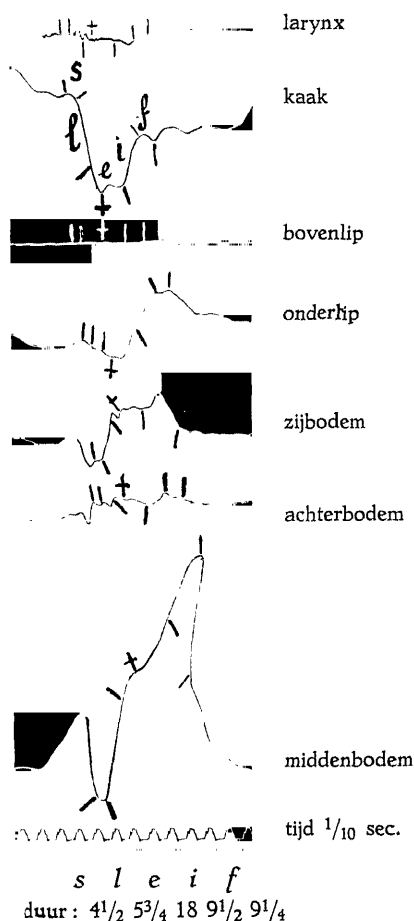 larynx
s
kaak
f
l
i
e
bovenlip
onderlip
zijbodem
achterbodem
middenbodem
tijd 1/10 sec.
s l e i f
duur : 4¹/₂ 5³/₄ 18 9¹/₂ 9¹/₄